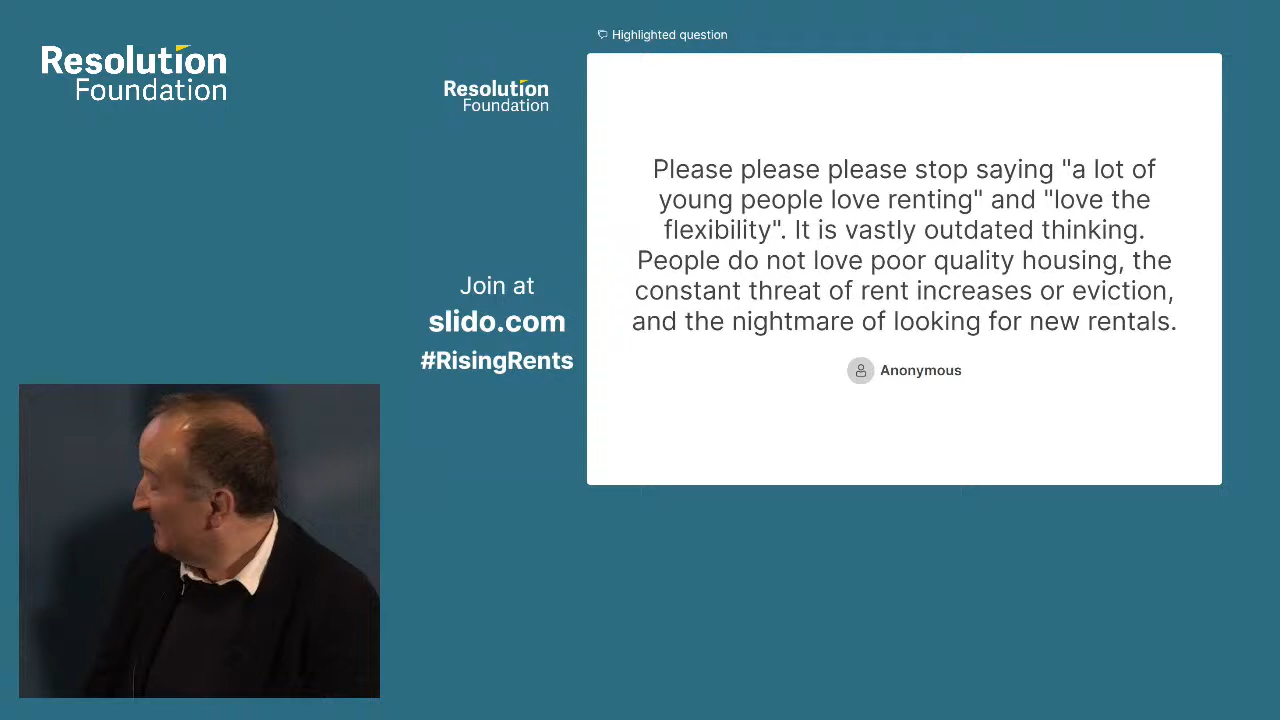 Resolution
Foundation
Highlighted question
Resolution
Foundation
Join at
slido.com
#RisingRents
Please please please stop saying "a lot of
young people love renting" and "love the
flexibility". It is vastly outdated thinking.
People do not love poor quality housing, the
constant threat of rent increases or eviction,
and the nightmare of looking for new rentals.
Anonymous